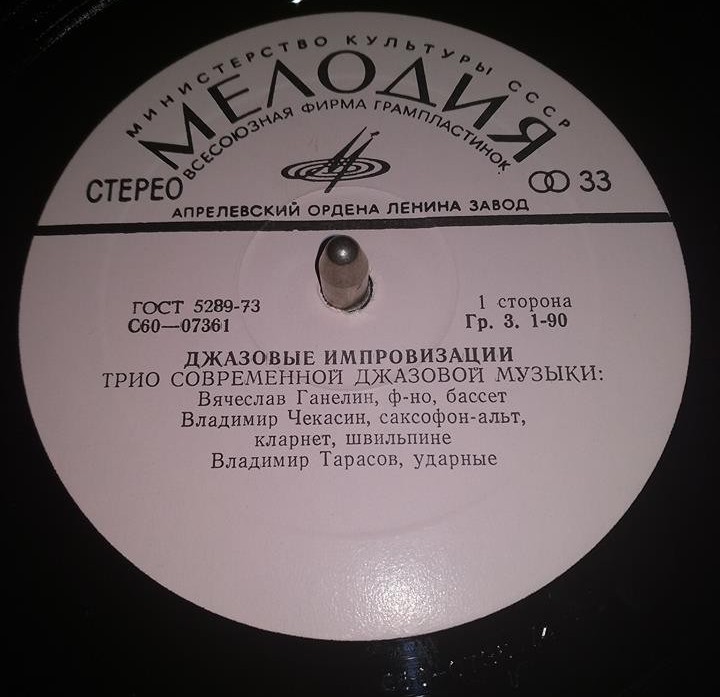 МИНИСТЕРСТВО КУЛЬТУРЫ СССР
МЕЛОДИЯ
ВСЕСОЮЗНАЯ ФИРМА ГРАМПЛАСТИНОК
СТЕРЕО
33
АПРЕЛЕВСКИЙ ОРДЕНА ЛЕНИНА ЗАВОД
ГОСТ 5289-73
С60—07361
1 сторона
Гр. 3. 1-90
ДЖАЗОВЫЕ ИМПРОВИЗАЦИИ
ТРИО СОВРЕМЕННОЙ ДЖАЗОВОЙ МУЗЫКИ:
Вячеслав Ганелин, ф-но, бассет
Владимир Чекасин, саксофон-альт,
кларнет, швильпине
Владимир Тарасов, ударные